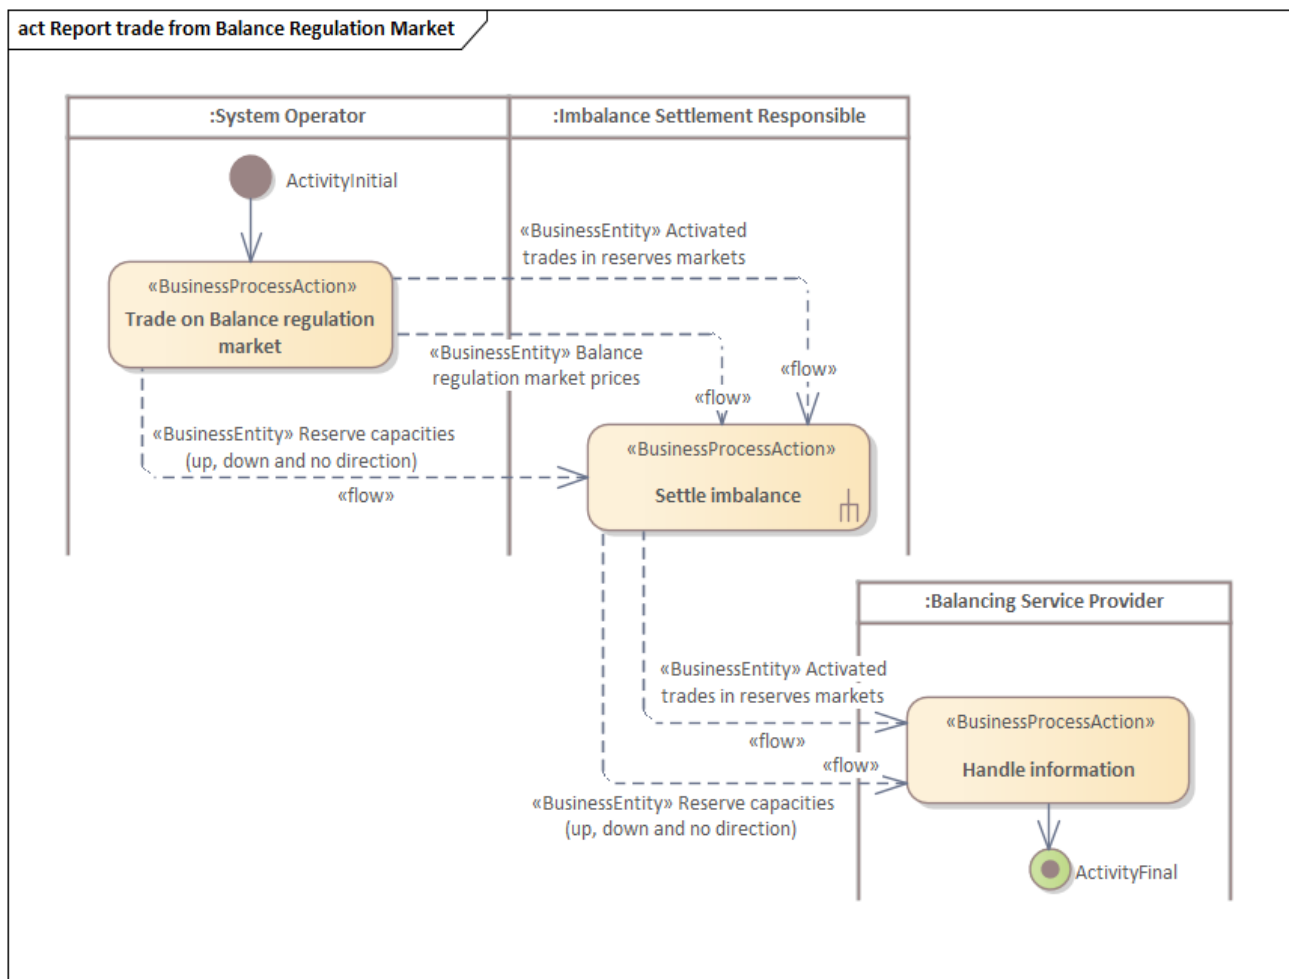 act Report trade from Balance Regulation Market
:System Operator
:Imbalance Settlement Responsible
ActivityInitial
«BusinessEntity» Activated
trades in reserves markets
«BusinessProcessAction»
Trade on Balance regulation
market
«BusinessEntity» Balance
regulation market prices
«flow»
«flow»
«BusinessEntity» Reserve capacities
(up, down and no direction)
«flow»
«BusinessProcessAction»
Settle imbalance
:Balancing Service Provider
«BusinessEntity» Activated
trades in reserves markets
«flow»
«BusinessProcessAction»
Handle information
«flow»
«BusinessEntity» Reserve capacities
(up, down and no direction)
ActivityFinal